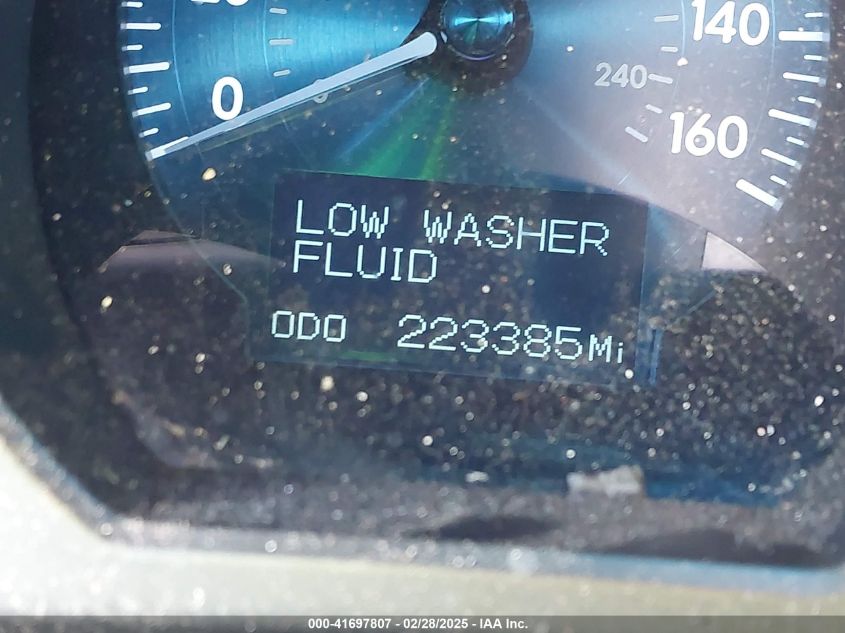 140
0
240
160
LOW WASHER
FLUID
ODO 223385Mi
000-41697807 - 02/28/2025 - IAA Inc.